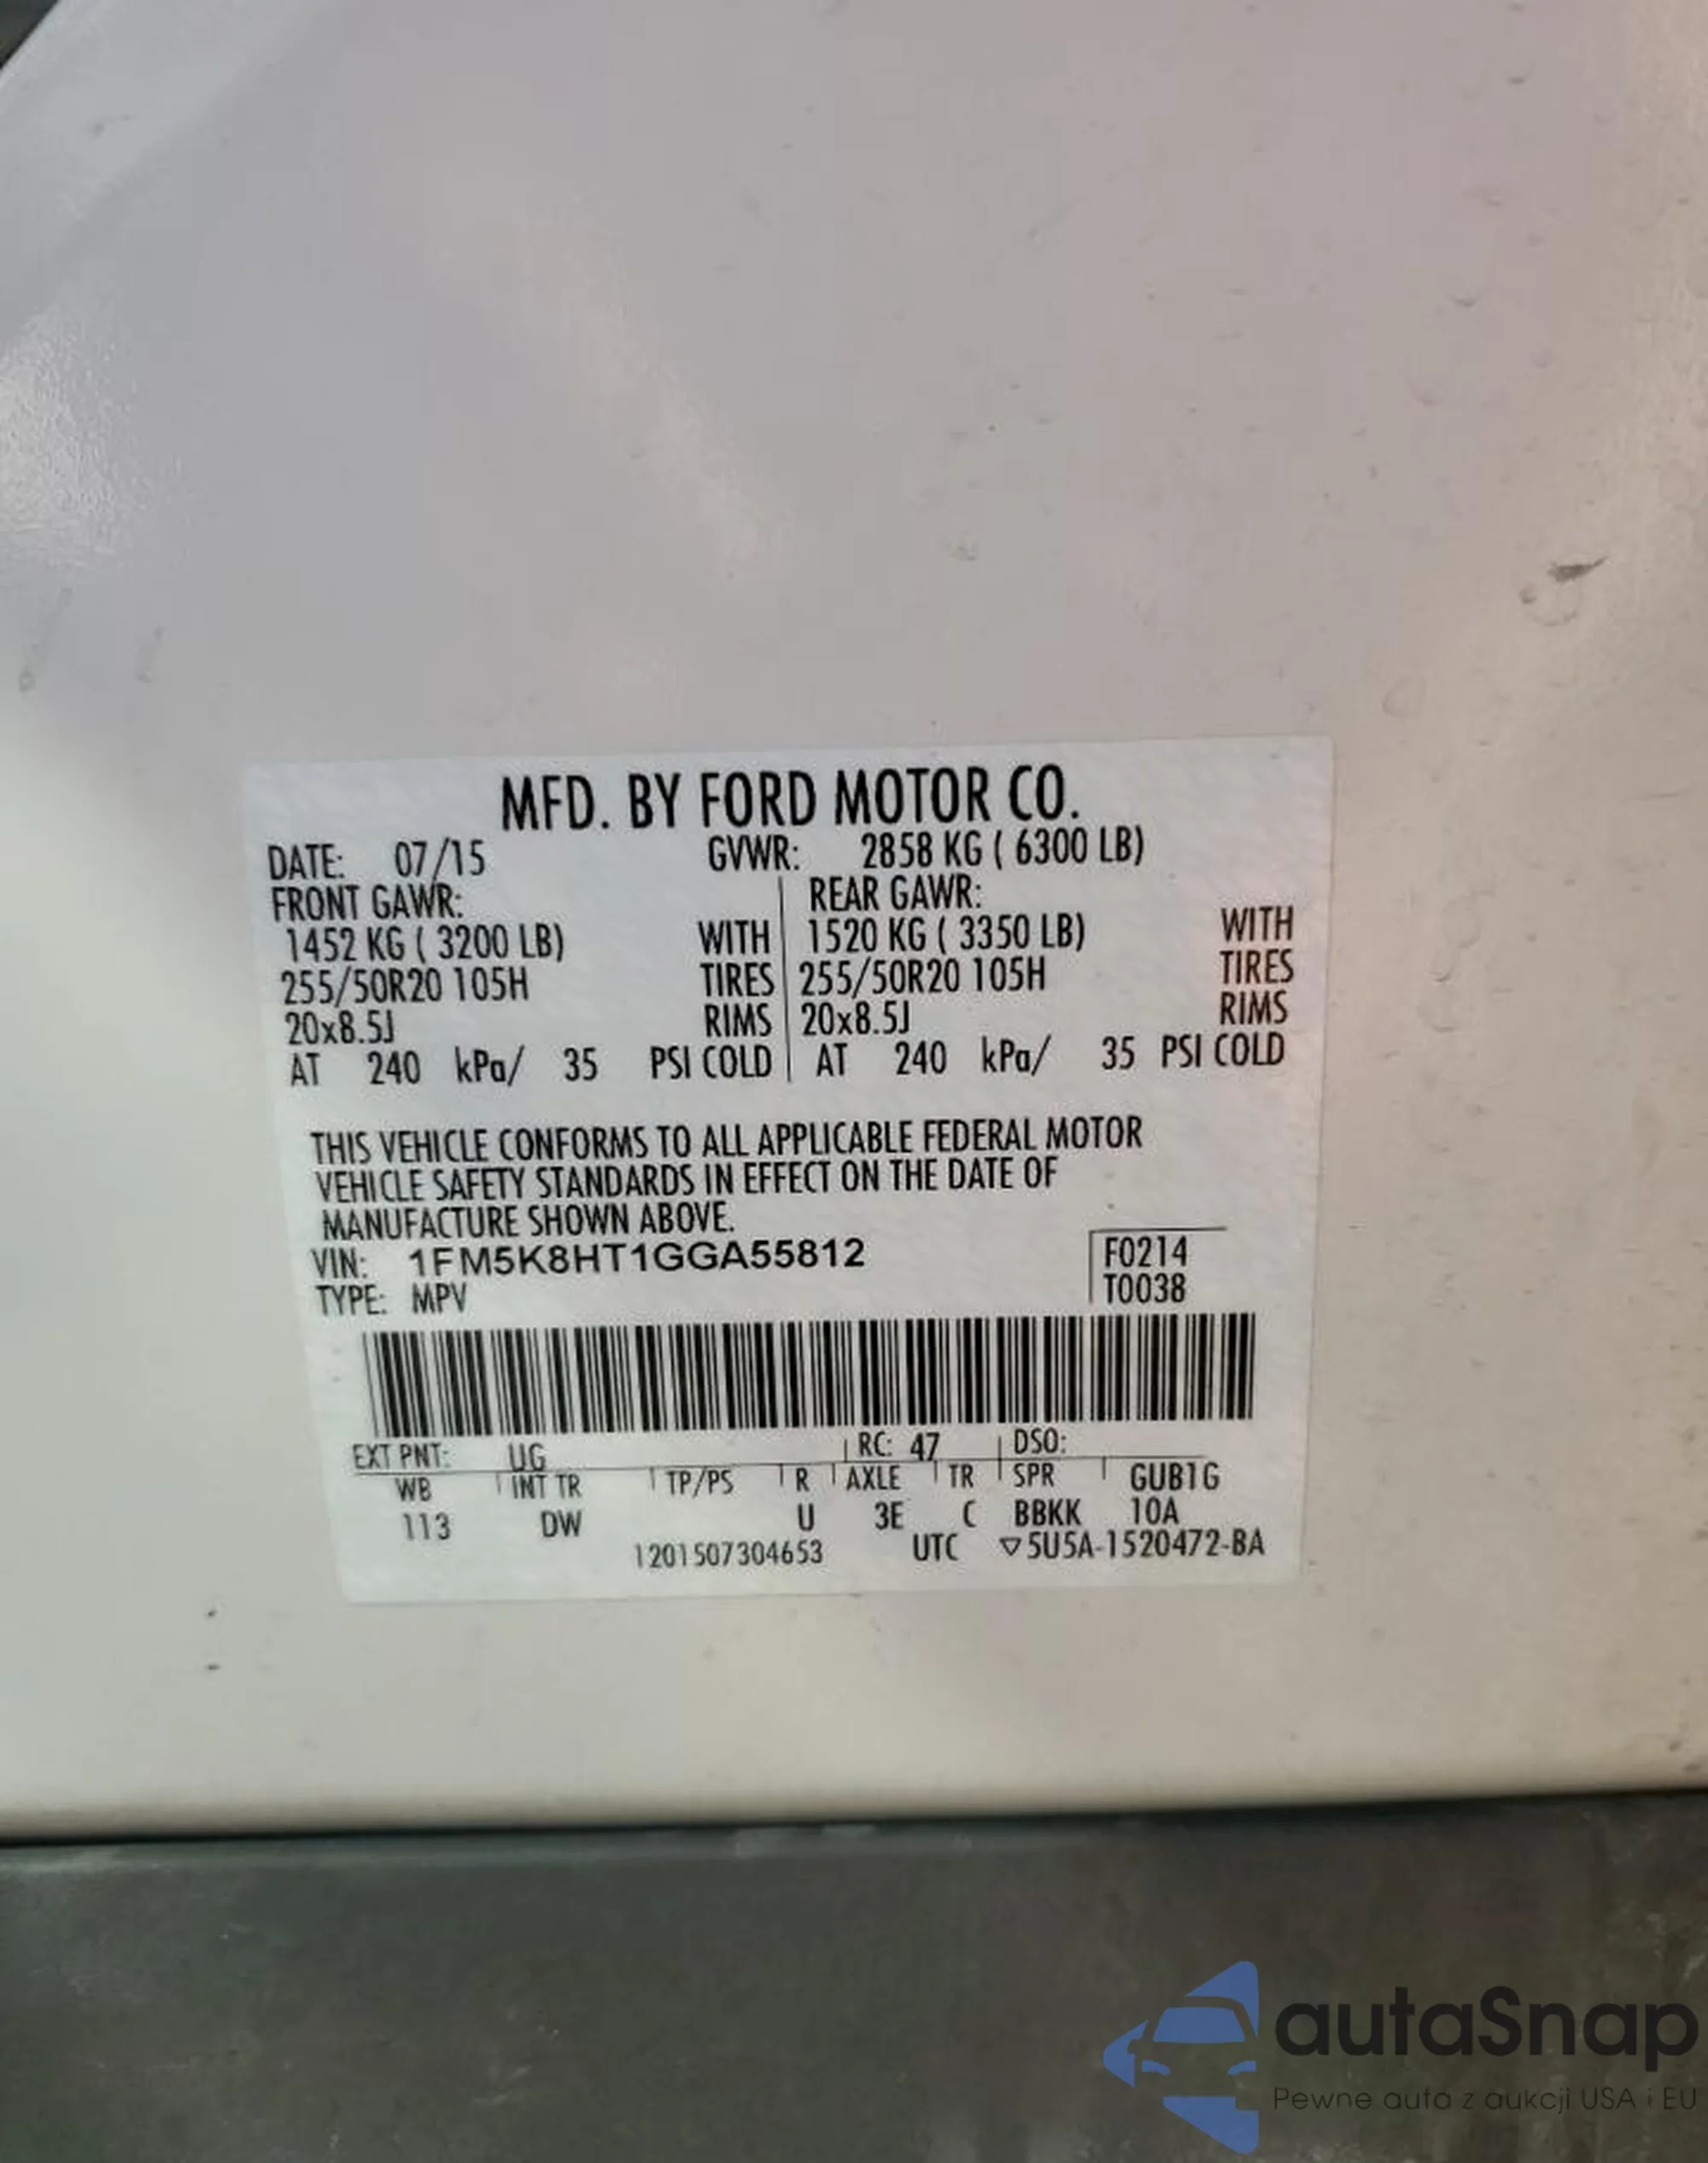 MFD. BY FORD MOTOR CO.
DATE: 07/15 GVWR: 2858 KG ( 6300 LB)
FRONT GAWR: REAR GAWR:
1452 KG ( 3200 LB) WITH 1520 KG ( 3350 LB) WITH
255/50R20 105H TIRES 255/50R20 105H TIRES
20x8.5J RIMS 20x8.5J RIMS
AT 240 kPa/ 35 PSI COLD AT 240 kPa/ 35 PSI COLD
THIS VEHICLE CONFORMS TO ALL APPLICABLE FEDERAL MOTOR
VEHICLE SAFETY STANDARDS IN EFFECT ON THE DATE OF
MANUFACTURE SHOWN ABOVE.
VIN: 1FM5K8HT1GGA55812 F0214
TYPE: MPV T0038
EXT PNT: UG RC: 47 DSO:
WB INT TR TP/PS R AXLE TR SPR GUB1G
113 DW U 3E C BBKK 10A
1201507304653 UTC ▽5U5A-1520472-BA
autaSnap
Pewne auta z aukcji USA i EU